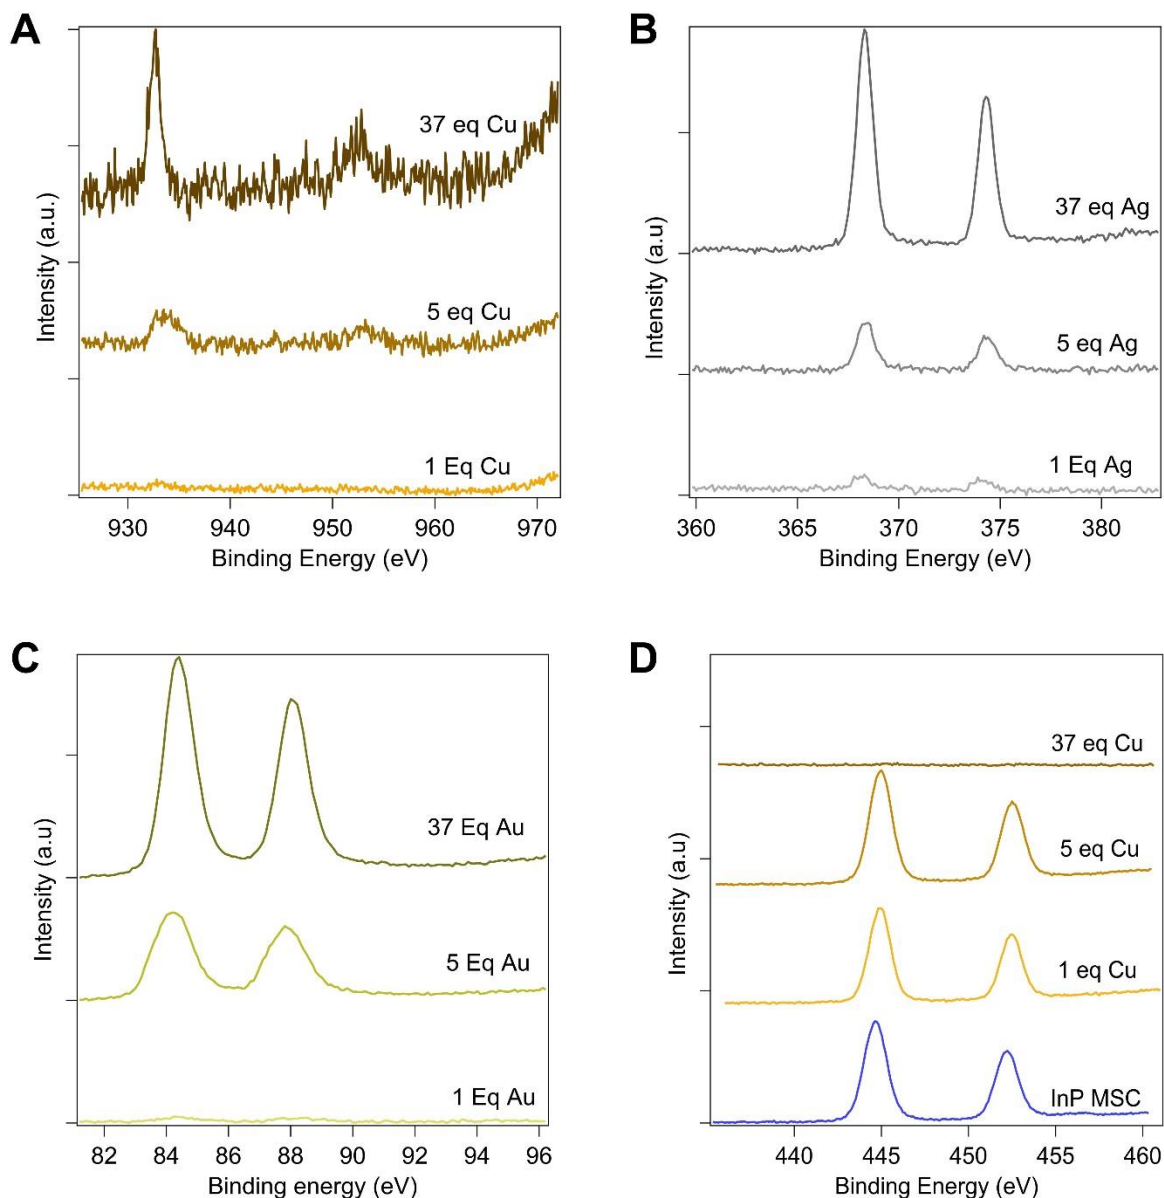 A
37 eq Cu
5 eq Cu
1 Eq Cu
Intensity (a.u.)
930 940 950 960 970
Binding Energy (eV)
B
37 eq Ag
5 eq Ag
1 Eq Ag
Intensity (a.u)
360 365 370 375 380
Binding Energy (eV)
C
37 Eq Au
5 Eq Au
1 Eq Au
Intensity (a.u)
82 84 86 88 90 92 94 96
Binding energy (eV)
D
37 eq Cu
5 eq Cu
1 eq Cu
InP MSC
Intensity (a.u)
440 445 450 455 460
Binding Energy (eV)